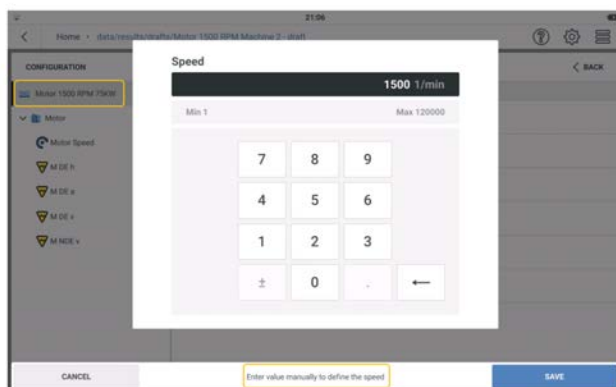 21:06
Home • data/results/drafts/Motor 1500 RPM Machine 2 - draft
CONFIGURATION
BACK
Motor 1500 RPM 75KW
Motor
Motor Speed
M DE h
M DE a
M DE v
M NDE v
Speed
1500 1/min
Min 1
Max 120000
7 8 9
4 5 6
1 2 3
± 0 .
CANCEL
Enter value manually to define the speed
SAVE